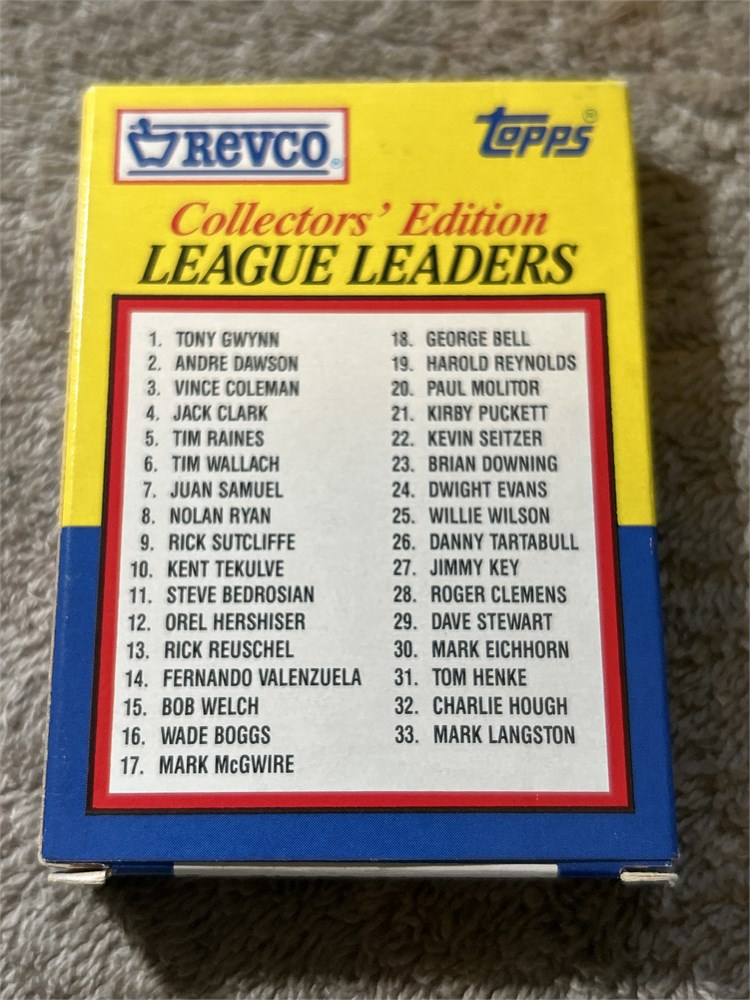 REVCO®
TOPPS®
Collectors' Edition
LEAGUE LEADERS
1. TONY GWYNN
2. ANDRE DAWSON
3. VINCE COLEMAN
4. JACK CLARK
5. TIM RAINES
6. TIM WALLACH
7. JUAN SAMUEL
8. NOLAN RYAN
9. RICK SUTCLIFFE
10. KENT TEKULVE
11. STEVE BEDROSIAN
12. OREL HERSHISER
13. RICK REUSCHEL
14. FERNANDO VALENZUELA
15. BOB WELCH
16. WADE BOGGS
17. MARK McGWIRE
18. GEORGE BELL
19. HAROLD REYNOLDS
20. PAUL MOLITOR
21. KIRBY PUCKETT
22. KEVIN SEITZER
23. BRIAN DOWNING
24. DWIGHT EVANS
25. WILLIE WILSON
26. DANNY TARTABULL
27. JIMMY KEY
28. ROGER CLEMENS
29. DAVE STEWART
30. MARK EICHHORN
31. TOM HENKE
32. CHARLIE HOUGH
33. MARK LANGSTON